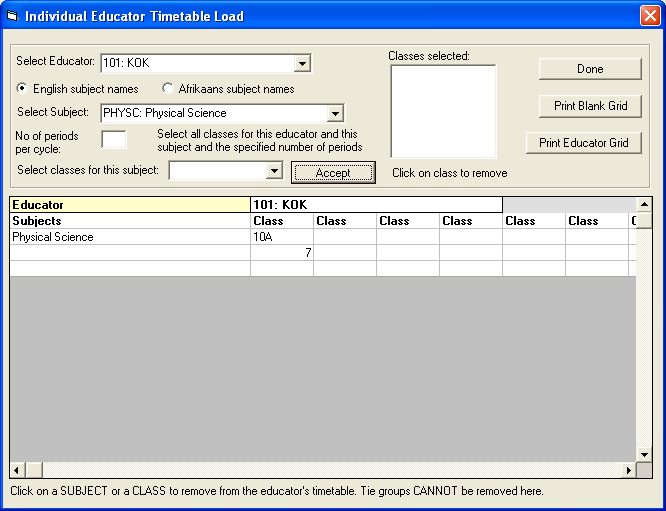 Individual Educator Timetable Load
Select Educator: 101: KOK
Classes selected:
Done
English subject names Afrikaans subject names
Print Blank Grid
Select Subject: PHYSC: Physical Science
No of periods per cycle:
Select all classes for this educator and this
subject and the specified number of periods
Print Educator Grid
Select classes for this subject: Accept
Click on class to remove
Educator 101: KOK
Subjects Class Class Class Class Class Class
Physical Science 10A
7
Click on a SUBJECT or a CLASS to remove from the educator's timetable. Tie groups CANNOT be removed here.